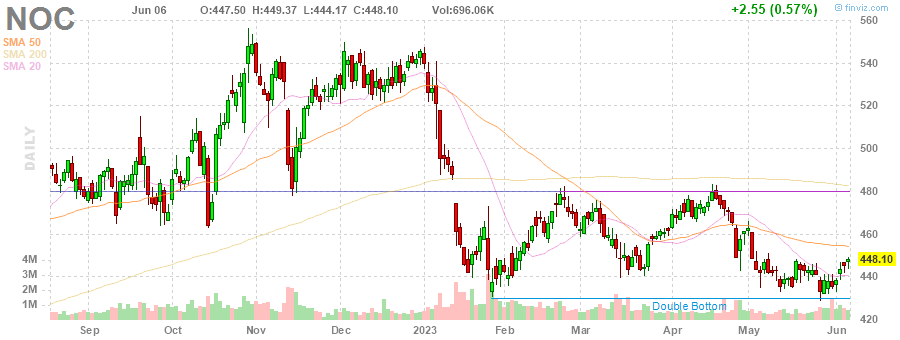 NOC Jun 06 O:447.50 H:449.37 L:444.17 C:448.10 Vol:696.06K +2.55 (0.57%) finviz.com
SMA 50
SMA 200
SMA 20
DAILY
560
540
520
500
480
460
448.10
440
420
4M
3M
2M
1M
Double Bottom
Sep Oct Nov Dec 2023 Feb Mar Apr May Jun